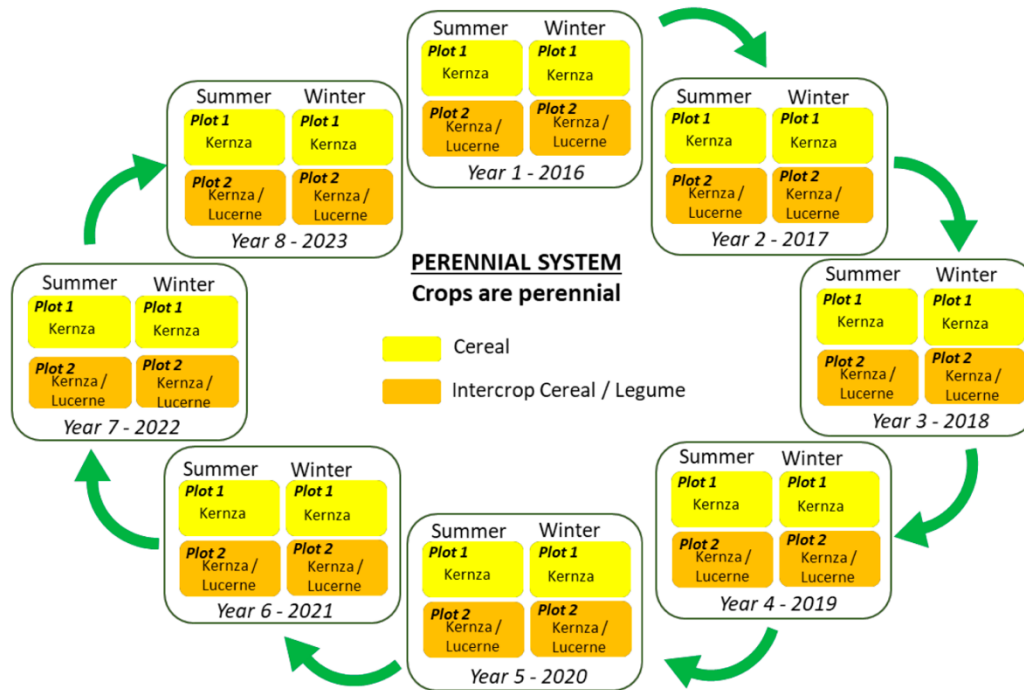 Summer Winter
Plot 1 Plot 1
Kernza Kernza
Plot 2 Plot 2
Kernza / Kernza /
Lucerne Lucerne
Year 1 - 2016
Summer Winter
Plot 1 Plot 1
Kernza Kernza
Plot 2 Plot 2
Kernza / Kernza /
Lucerne Lucerne
Year 2 - 2017
Summer Winter
Plot 1 Plot 1
Kernza Kernza
Plot 2 Plot 2
Kernza / Kernza /
Lucerne Lucerne
Year 3 - 2018
Summer Winter
Plot 1 Plot 1
Kernza Kernza
Plot 2 Plot 2
Kernza / Kernza /
Lucerne Lucerne
Year 4 - 2019
Summer Winter
Plot 1 Plot 1
Kernza Kernza
Plot 2 Plot 2
Kernza / Kernza /
Lucerne Lucerne
Year 5 - 2020
Summer Winter
Plot 1 Plot 1
Kernza Kernza
Plot 2 Plot 2
Kernza / Kernza /
Lucerne Lucerne
Year 6 - 2021
Summer Winter
Plot 1 Plot 1
Kernza Kernza
Plot 2 Plot 2
Kernza / Kernza /
Lucerne Lucerne
Year 7 - 2022
Summer Winter
Plot 1 Plot 1
Kernza Kernza
Plot 2 Plot 2
Kernza / Kernza /
Lucerne Lucerne
Year 8 - 2023
PERENNIAL SYSTEM
Crops are perennial
Cereal
Intercrop Cereal / Legume